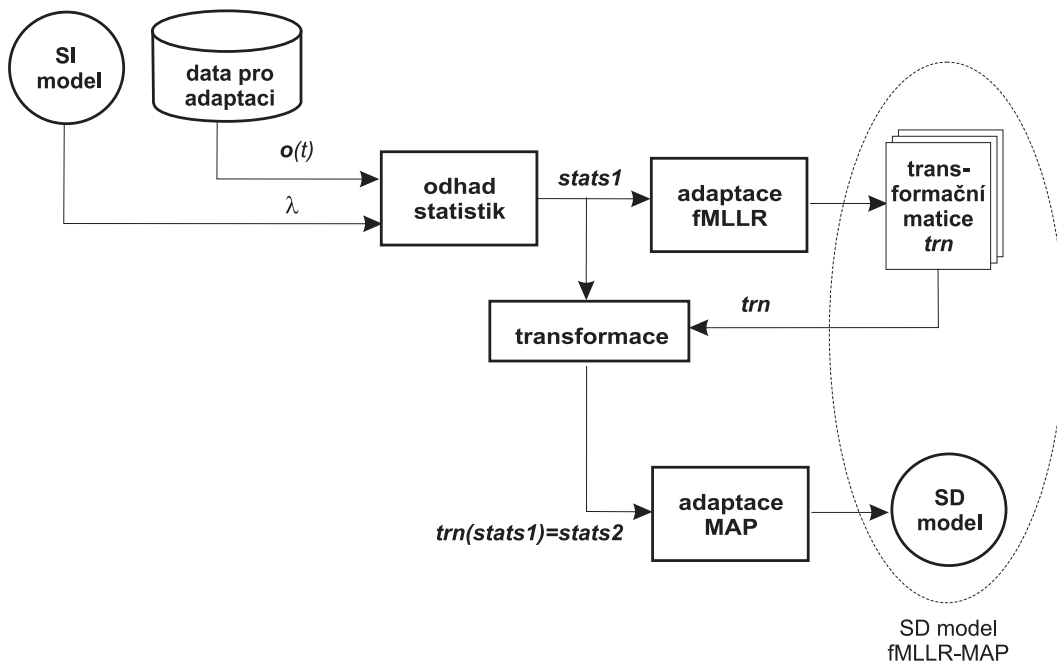 SI
model
data pro
adaptaci
o(t)
λ
odhad
statistik
stats1
adaptace
fMLLR
trans-
formační
matice
trn
trn
transformace
trn(stats1)=stats2
adaptace
MAP
SD
model
SD model
fMLLR-MAP